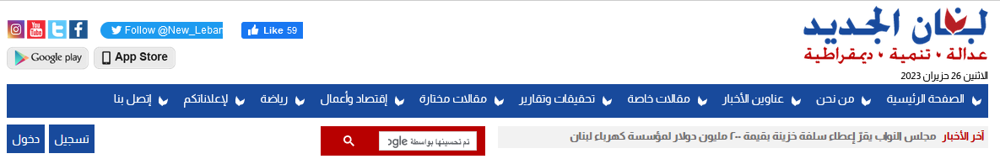 لبنان الجديد
عدالة • تنمية • ديمقراطية
Follow @New_Leban
Like 59
Google play
App Store
الاثنين 26 حزيران 2023
الصفحة الرئيسية من نحن عناوين الأخبار مقالات خاصة تحقيقات وتقارير مقالات مختارة إقتصاد وأعمال رياضة لإعلاناتكم إتصل بنا
آخر الأخبار مجلس النواب يقرّ إعطاء سلفة خزينة بقيمة ٢٠٠ مليون دولار لمؤسسة كهرباء لبنان
تم تحسينها بواسطة ogle
تسجيل دخول